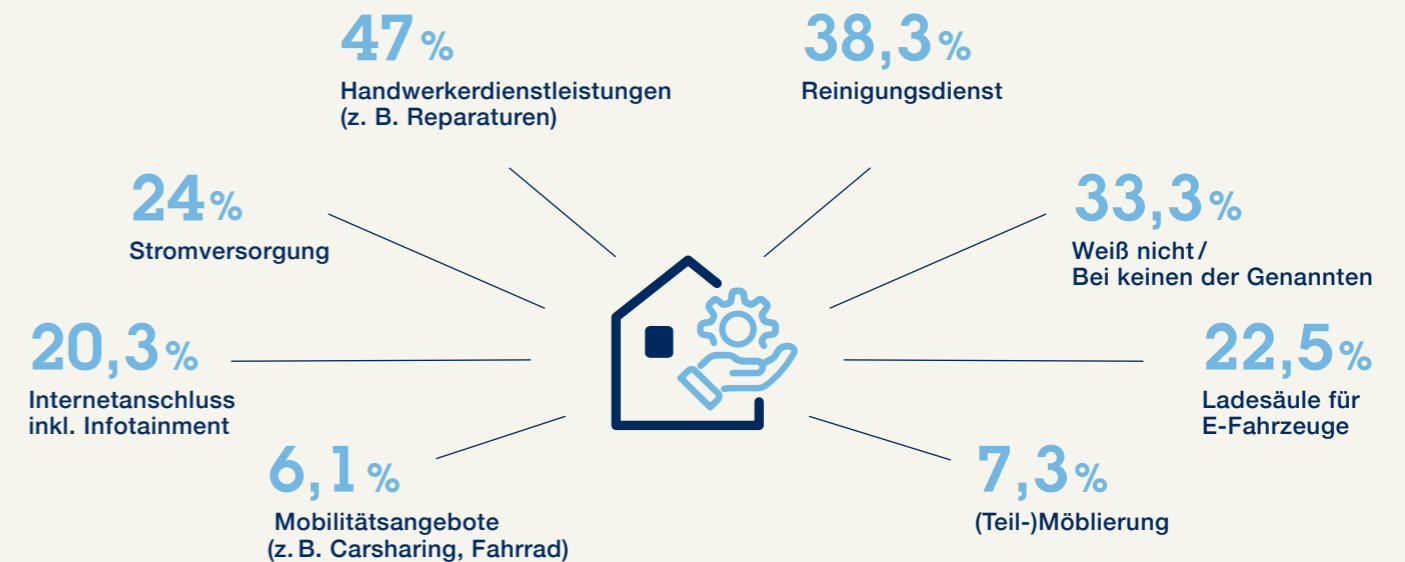 47 %
Handwerkerdienstleistungen
(z. B. Reparaturen)
38,3 %
Reinigungsdienst
24 %
Stromversorgung
33,3 %
Weiß nicht /
Bei keinen der Genannten
20,3 %
Internetanschluss
inkl. Infotainment
22,5 %
Ladesäule für
E-Fahrzeuge
6,1 %
Mobilitätsangebote
(z. B. Carsharing, Fahrrad)
7,3 %
(Teil-)Möblierung